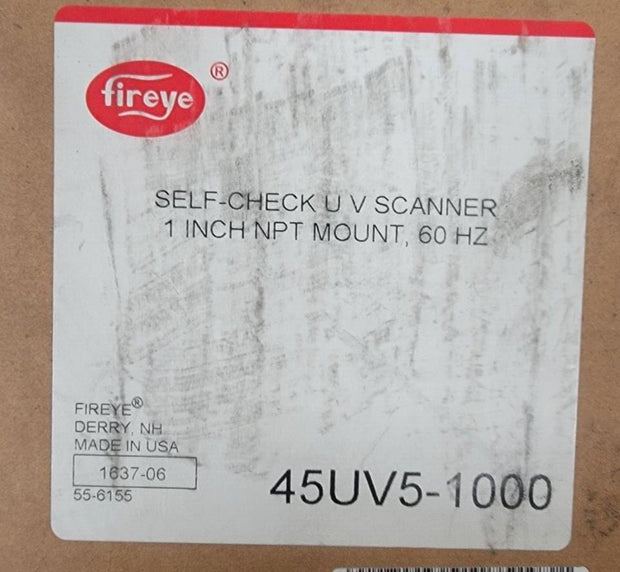 fireye®
SELF-CHECK U V SCANNER
1 INCH NPT MOUNT, 60 HZ
FIREYE®
DERRY, NH
MADE IN USA
1637-06
55-6155
45UV5-1000